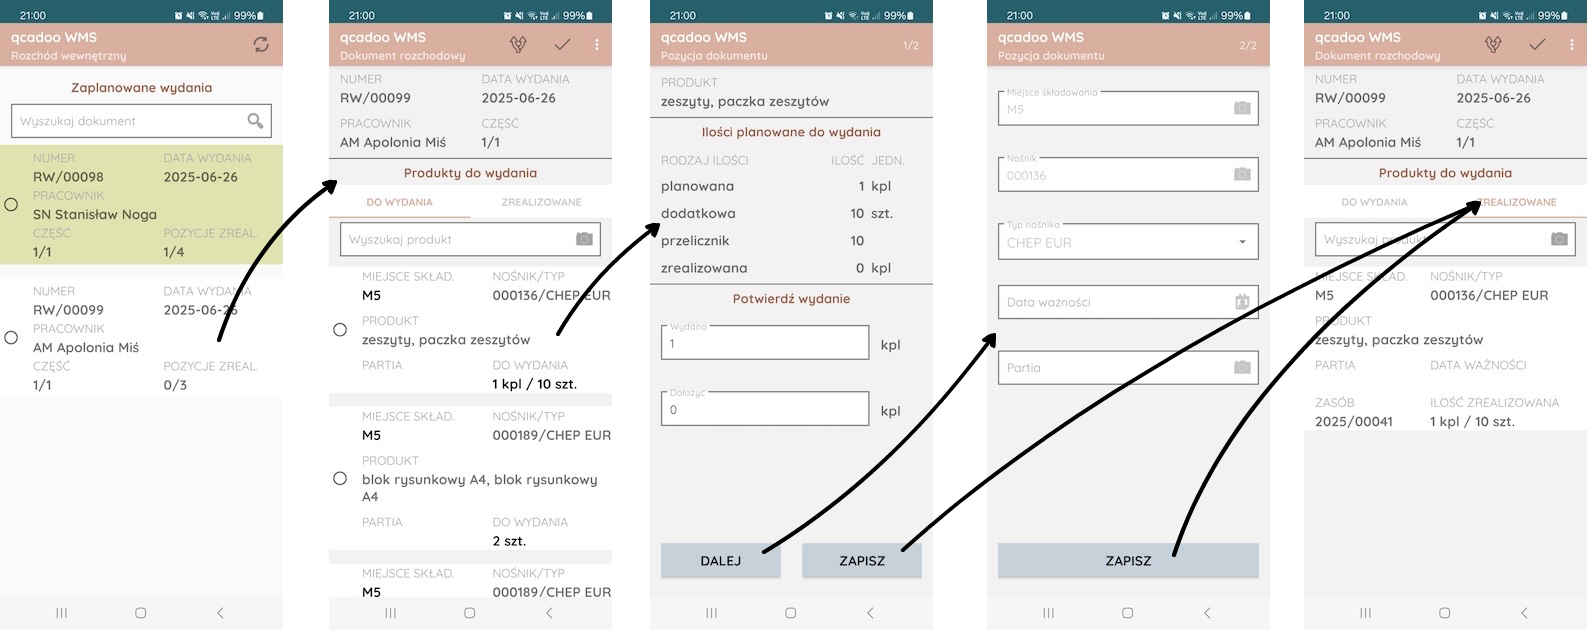 21:00 99%
qcadoo WMS
Rozchód wewnętrzny
Zaplanowane wydania
Wyszukaj dokument
NUMER DATA WYDANIA
RW/00098 2025-06-26
PRACOWNIK
SN Stanisław Noga
CZĘŚĆ POZYCJE ZREAL.
1/1 1/4
NUMER DATA WYDANIA
RW/00099 2025-06-26
PRACOWNIK
AM Apolonia Miś
CZĘŚĆ POZYCJE ZREAL.
1/1 0/3
21:00 99%
qcadoo WMS
Dokument rozchodowy
NUMER DATA WYDANIA
RW/00099 2025-06-26
PRACOWNIK CZĘŚĆ
AM Apolonia Miś 1/1
Produkty do wydania
DO WYDANIA ZREALIZOWANE
Wyszukaj produkt
MIEJSCE SKŁAD. NOŚNIK/TYP
M5 000136/CHEP EUR
PRODUKT
zeszyty, paczka zeszytów
PARTIA DO WYDANIA
1 kpl / 10 szt.
MIEJSCE SKŁAD. NOŚNIK/TYP
M5 000189/CHEP EUR
PRODUKT
blok rysunkowy A4, blok rysunkowy
A4
PARTIA DO WYDANIA
2 szt.
MIEJSCE SKŁAD. NOŚNIK/TYP
M5 000189/CHEP EUR
21:00 99%
qcadoo WMS
Pozycja dokumentu 1/2
PRODUKT
zeszyty, paczka zeszytów
Ilości planowane do wydania
RODZAJ ILOŚCI ILOŚĆ JEDN.
planowana 1 kpl
dodatkowa 10 szt.
przelicznik 10
zrealizowana 0 kpl
Potwierdź wydanie
Wydano
1 kpl
Dołożyć
0 kpl
DALEJ ZAPISZ
21:00 99%
qcadoo WMS
Pozycja dokumentu 2/2
Miejsce składowania
M5
Nośnik
000136
Typ nośnika
CHEP EUR
Data ważności
Partia
ZAPISZ
21:00 99%
qcadoo WMS
Dokument rozchodowy
NUMER DATA WYDANIA
RW/00099 2025-06-26
PRACOWNIK CZĘŚĆ
AM Apolonia Miś 1/1
Produkty do wydania
DO WYDANIA ZREALIZOWANE
Wyszukaj produkt
MIEJSCE SKŁAD. NOŚNIK/TYP
M5 000136/CHEP EUR
PRODUKT
zeszyty, paczka zeszytów
PARTIA DATA WAŻNOŚCI
ZASÓB ILOŚĆ ZREALIZOWANA
2025/00041 1 kpl / 10 szt.